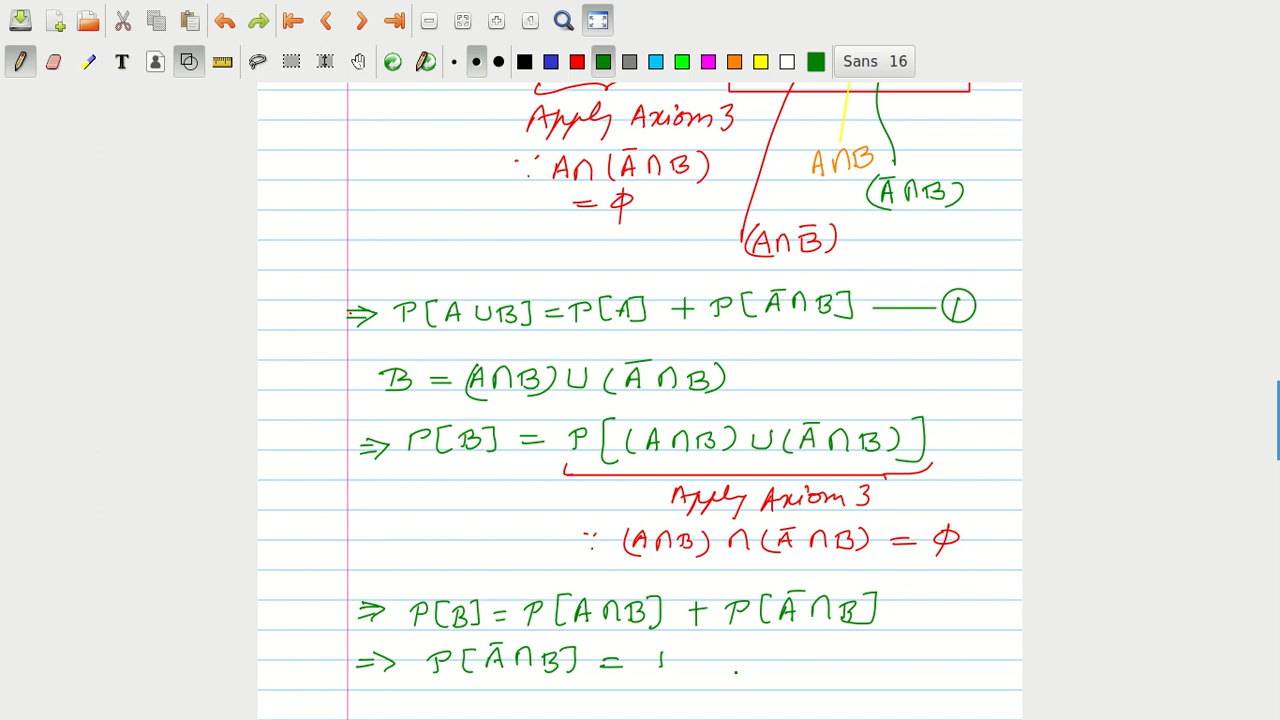 Sans 16
Apply Axiom 3
∵ A∩(Ā∩B)
= ϕ
A∩B
(Ā∩B)
(A∩B̄)
⇒ P[A∪B] = P[A] + P[Ā∩B] —— ①
B = (A∩B) ∪ (Ā∩B)
⇒ P[B] = P[(A∩B) ∪ (Ā∩B)]
Apply Axiom 3
∵ (A∩B) ∩ (Ā∩B) = ϕ
⇒ P[B] = P[A∩B] + P[Ā∩B]
⇒ P[Ā∩B] =